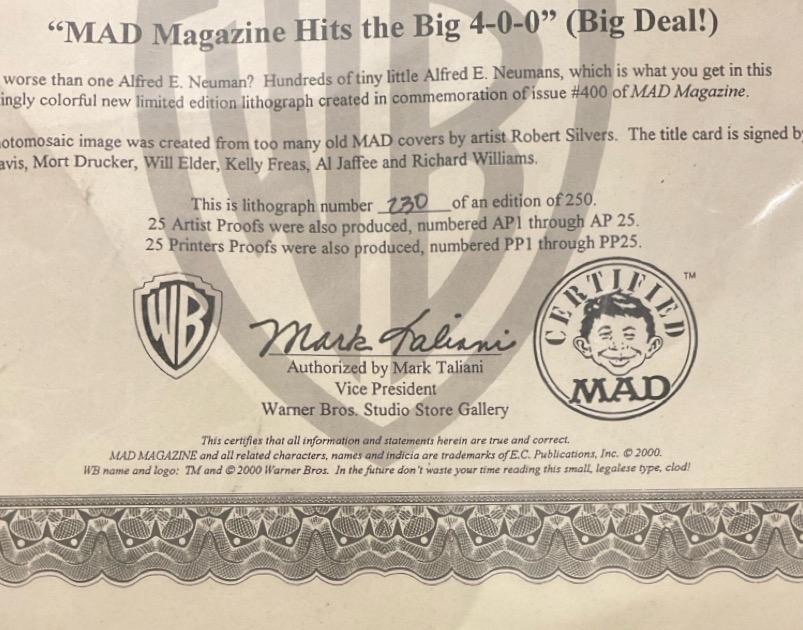 “MAD Magazine Hits the Big 4-0-0” (Big Deal!)
worse than one Alfred E. Neuman? Hundreds of tiny little Alfred E. Neumans, which is what you get in this
ingly colorful new limited edition lithograph created in commemoration of issue #400 of MAD Magazine.
otomosaic image was created from too many old MAD covers by artist Robert Silvers. The title card is signed by
avis, Mort Drucker, Will Elder, Kelly Freas, Al Jaffee and Richard Williams.
This is lithograph number 230 of an edition of 250.
25 Artist Proofs were also produced, numbered AP1 through AP 25.
25 Printers Proofs were also produced, numbered PP1 through PP25.
WB
Mark Taliani
CERTIFIED
MAD
TM
Authorized by Mark Taliani
Vice President
Warner Bros. Studio Store Gallery
This certifies that all information and statements herein are true and correct.
MAD MAGAZINE and all related characters, names and indicia are trademarks of E.C. Publications, Inc. © 2000.
WB name and logo: TM and © 2000 Warner Bros. In the future don't waste your time reading this small, legalese type, clod!